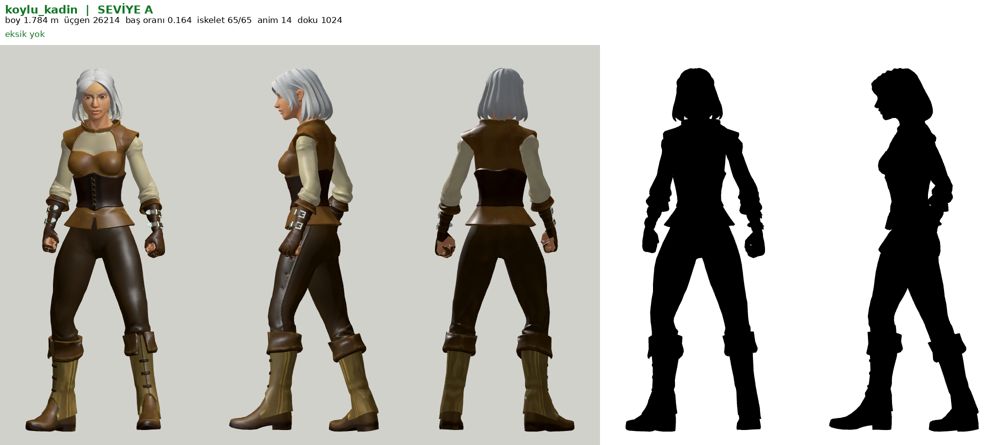 koylu_kadin | SEVİYE A
boy 1.784 m üçgen 26214 baş oranı 0.164 iskelet 65/65 anim 14 doku 1024
eksik yok